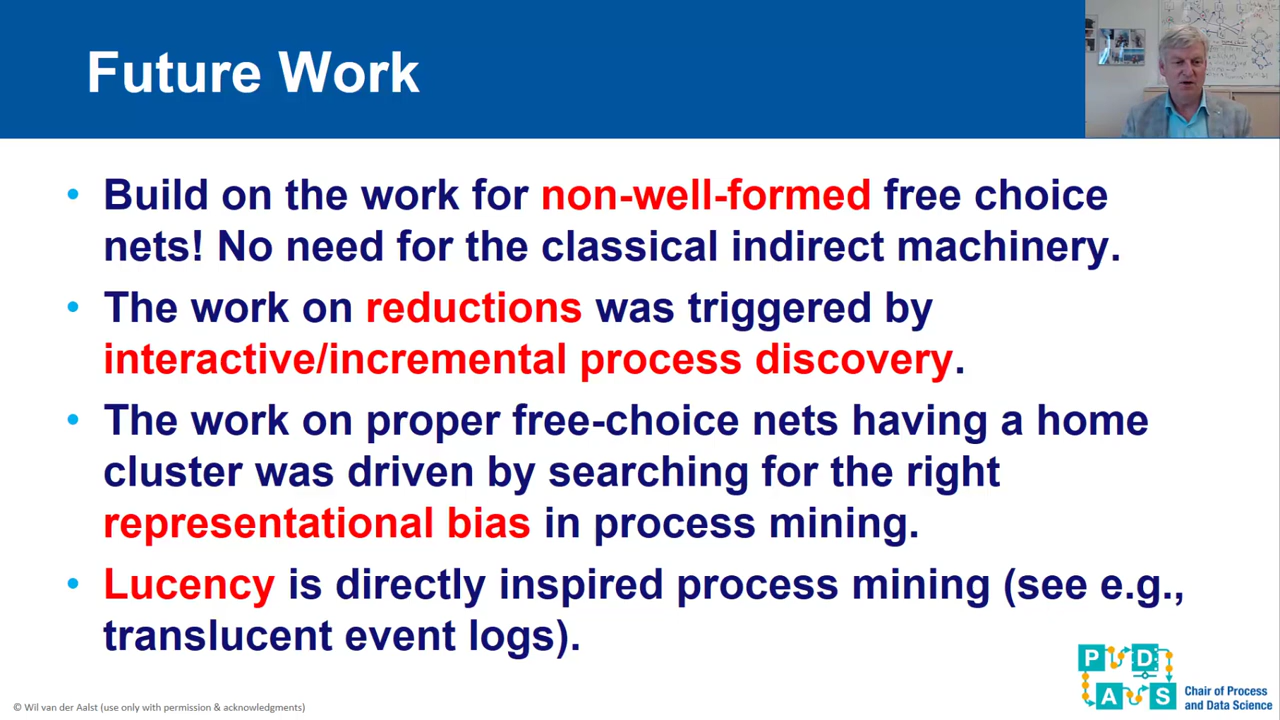 Future Work
• Build on the work for non-well-formed free choice
nets! No need for the classical indirect machinery.
• The work on reductions was triggered by
interactive/incremental process discovery.
• The work on proper free-choice nets having a home
cluster was driven by searching for the right
representational bias in process mining.
• Lucency is directly inspired process mining (see e.g.,
translucent event logs).
P D
A S
Chair of Process
and Data Science
© Wil van der Aalst (use only with permission & acknowledgments)